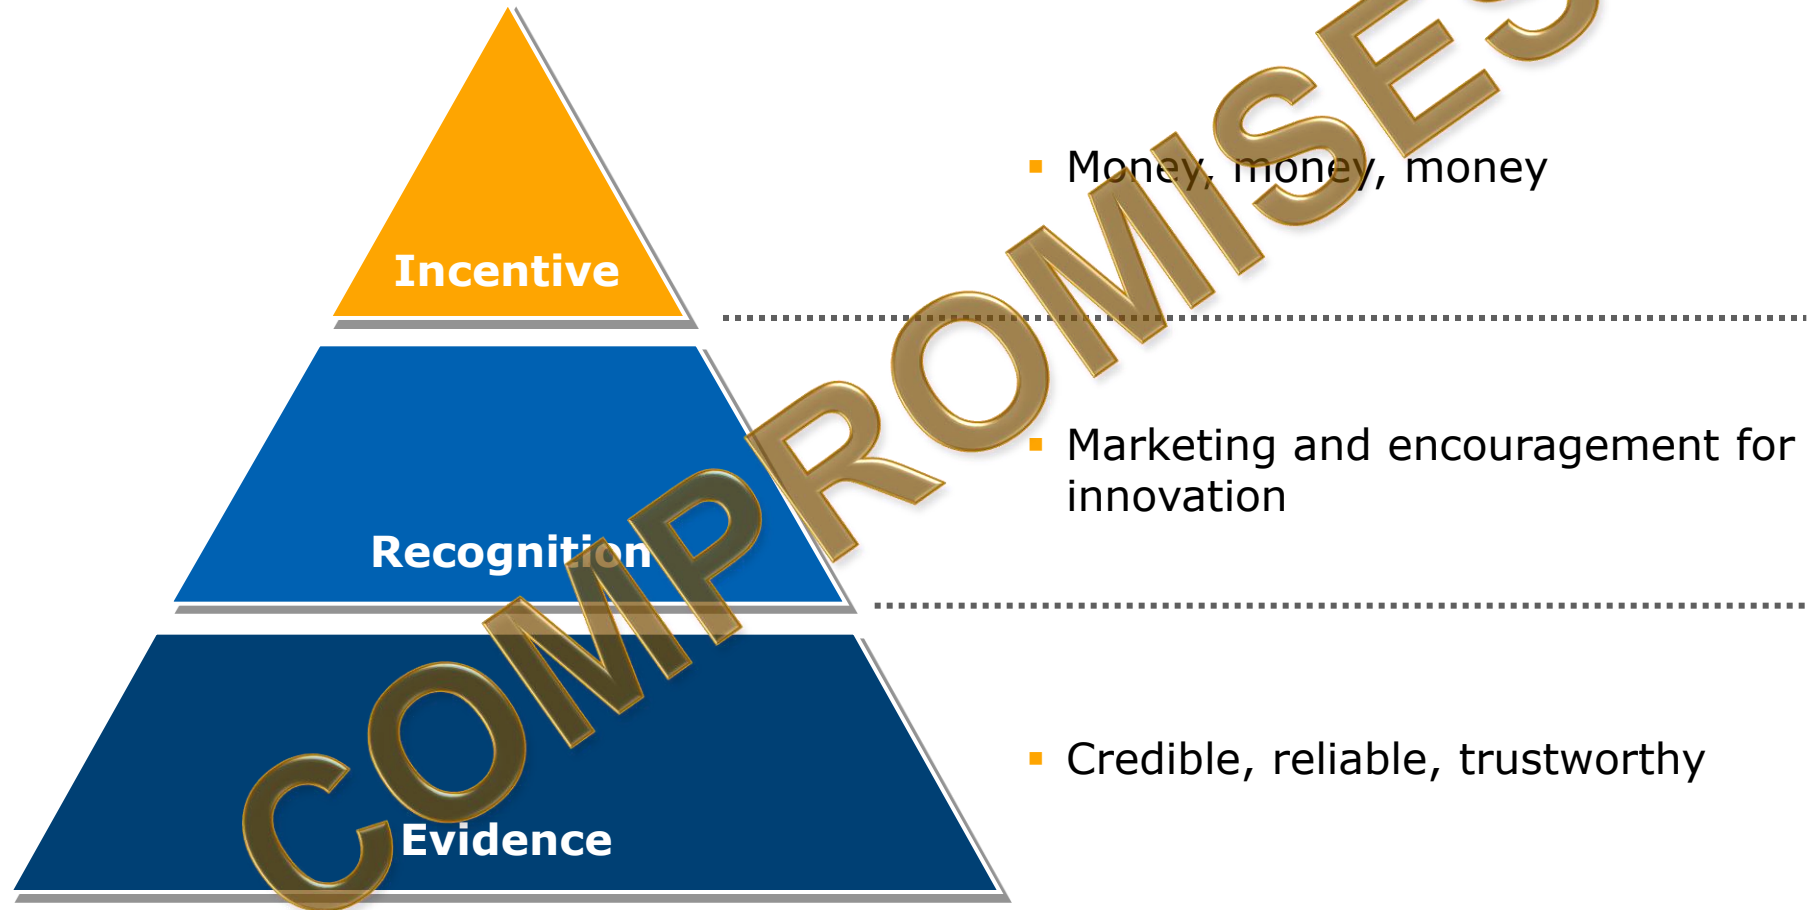 Incentive
Money, money, money
Recognition
Marketing and encouragement for
innovation
Evidence
Credible, reliable, trustworthy
COMPROMISES